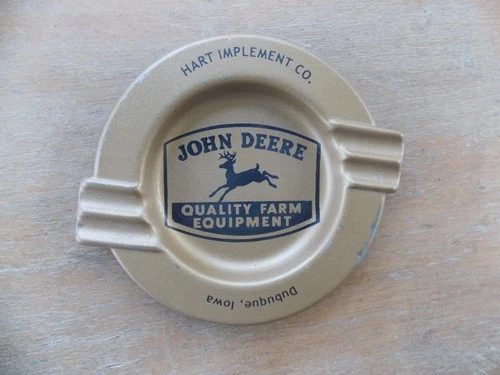 HART IMPLEMENT CO.
JOHN DEERE
QUALITY FARM
EQUIPMENT
Dubuque, Iowa